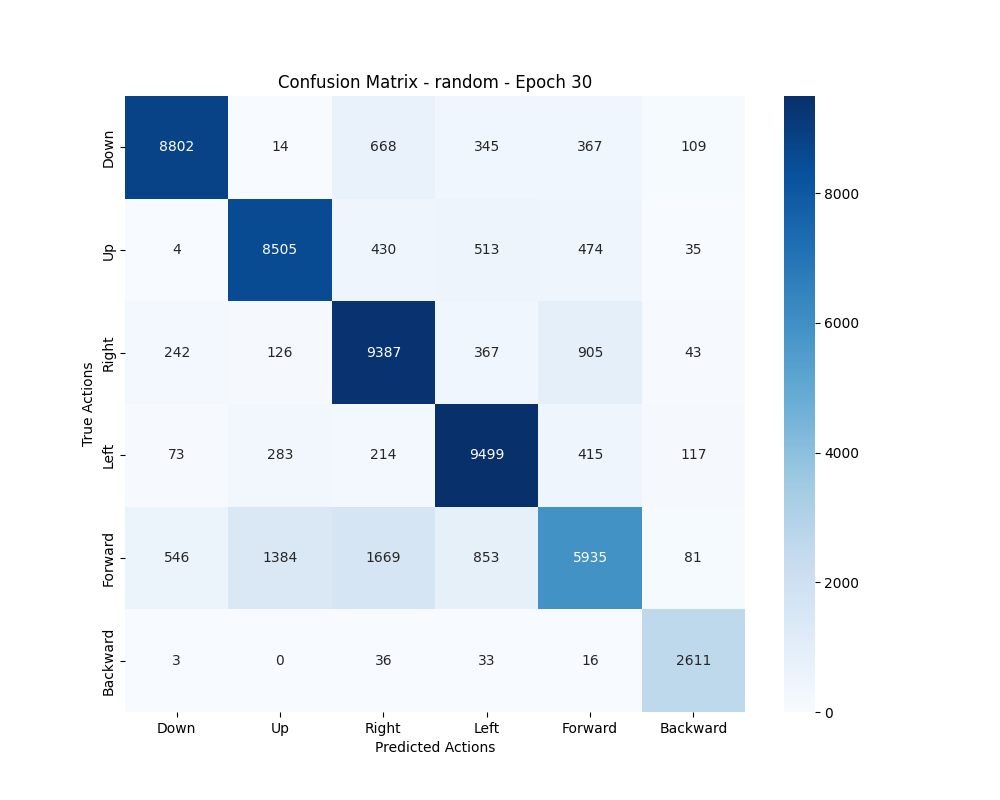 Confusion Matrix - random - Epoch 30
True Actions
Down 8802 14 668 345 367 109
Up 4 8505 430 513 474 35
Right 242 126 9387 367 905 43
Left 73 283 214 9499 415 117
Forward 546 1384 1669 853 5935 81
Backward 3 0 36 33 16 2611
Down Up Right Left Forward Backward
Predicted Actions
8000
6000
4000
2000
0